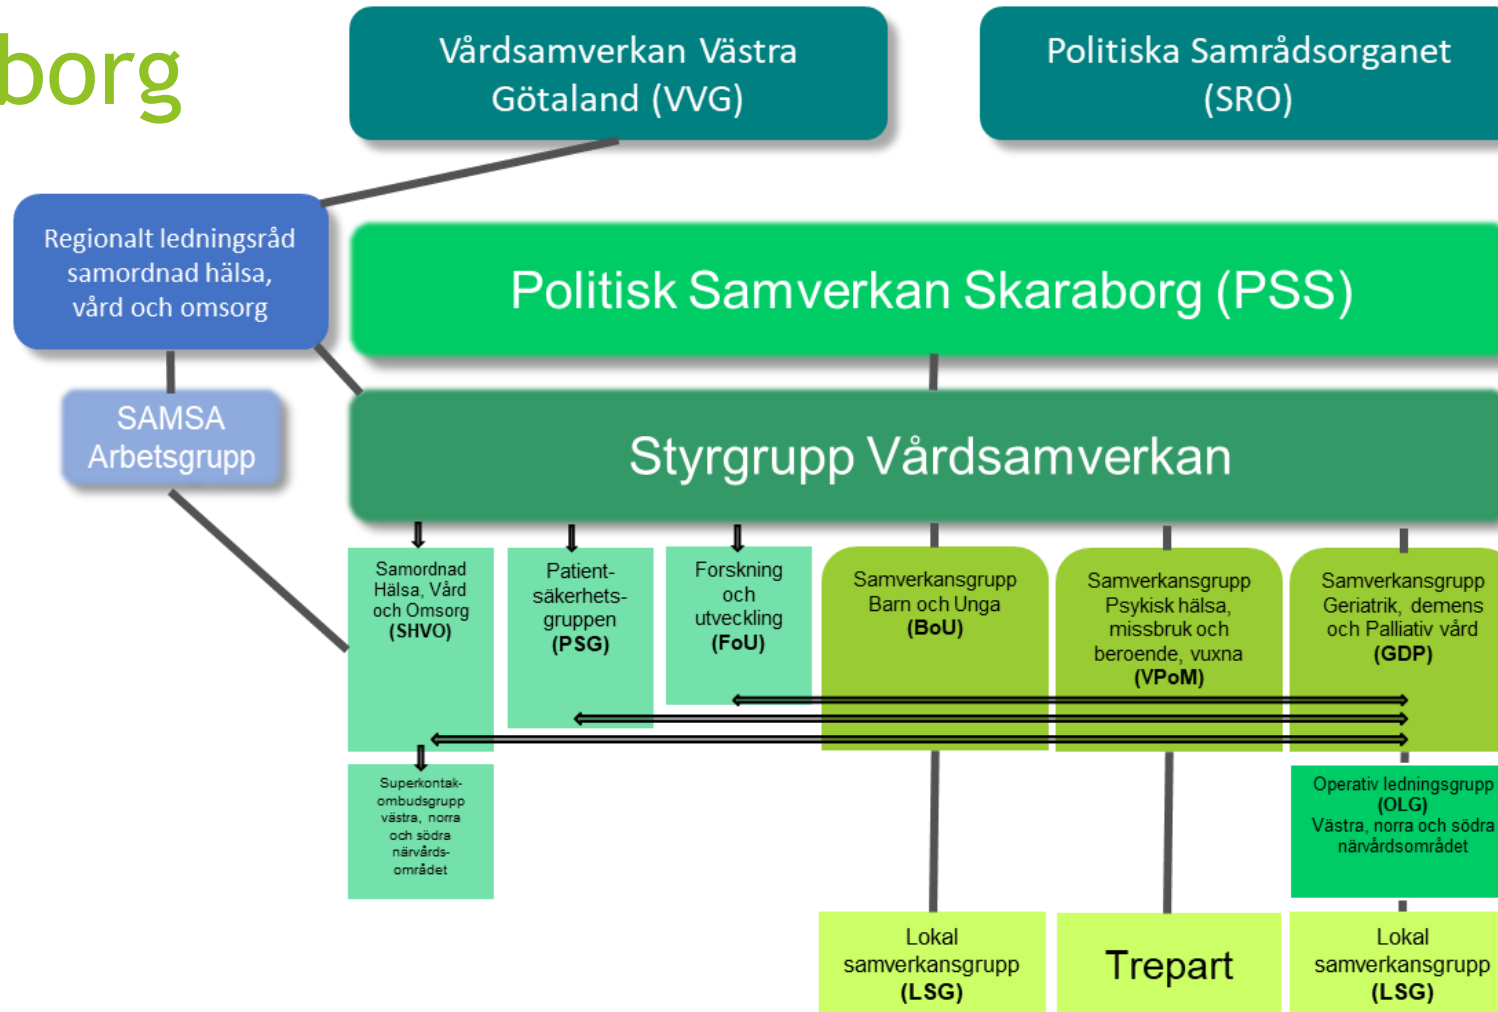 borg
Vårdsamverkan Västra
Götaland (VVG)
Politiska Samrådsorganet
(SRO)
Regionalt ledningsråd
samordnad hälsa,
vård och omsorg
Politisk Samverkan Skaraborg (PSS)
SAMSA
Arbetsgrupp
Styrgrupp Vårdsamverkan
Samordnad
Hälsa, Vård
och Omsorg
(SHVO)
Patient-
säkerhets-
gruppen
(PSG)
Forskning
och
utveckling
(FoU)
Samverkansgrupp
Barn och Unga
(BoU)
Samverkansgrupp
Psykisk hälsa,
missbruk och
beroende, vuxna
(VPoM)
Samverkansgrupp
Geriatrik, demens
och Palliativ vård
(GDP)
Superkontak-
ombudsgrupp
västra, norra
och södra
närvårds-
området
Operativ ledningsgrupp
(OLG)
Västra, norra och södra
närvårdsområdet
Lokal
samverkansgrupp
(LSG)
Trepart
Lokal
samverkansgrupp
(LSG)